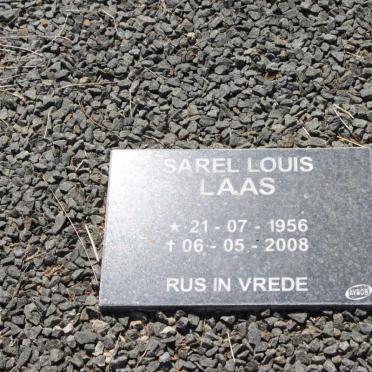 SAREL LOUIS
LAAS
* 21 - 07 - 1956
† 06 - 05 - 2008
RUS IN VREDE